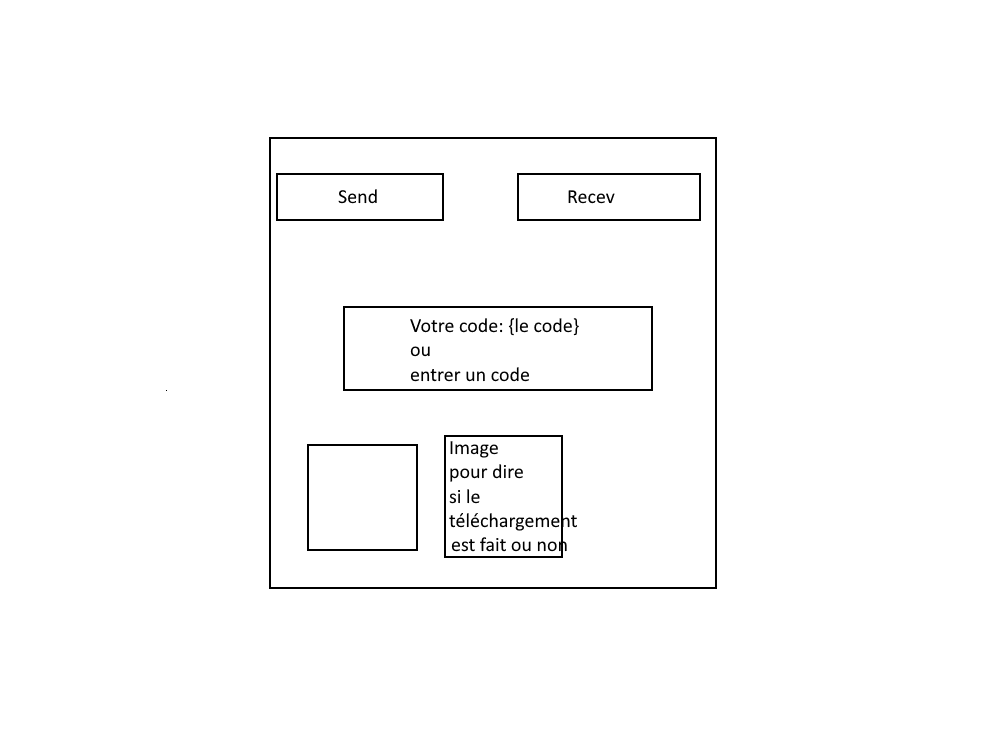 Send
Recev
Votre code: {le code}
ou
entrer un code
Image
pour dire
si le
téléchargement
est fait ou non